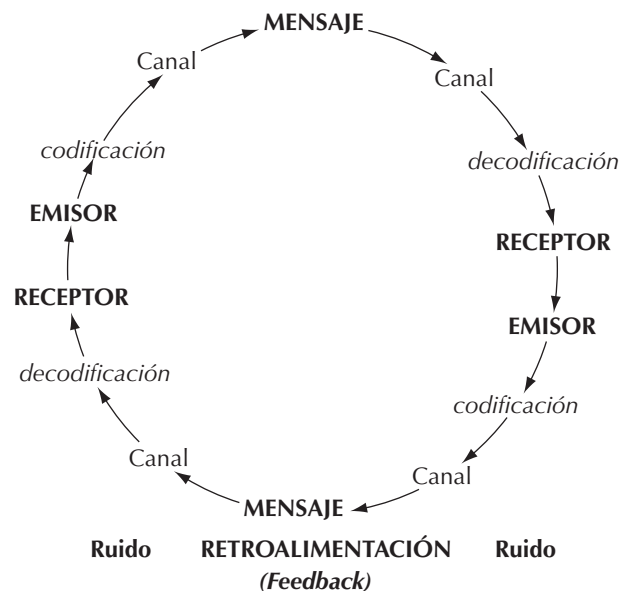 MENSAJE
Canal
Canal
codificación
decodificación
EMISOR
RECEPTOR
RECEPTOR
EMISOR
decodificación
codificación
Canal
Canal
MENSAJE
Ruido RETROALIMENTACIÓN Ruido
(Feedback)